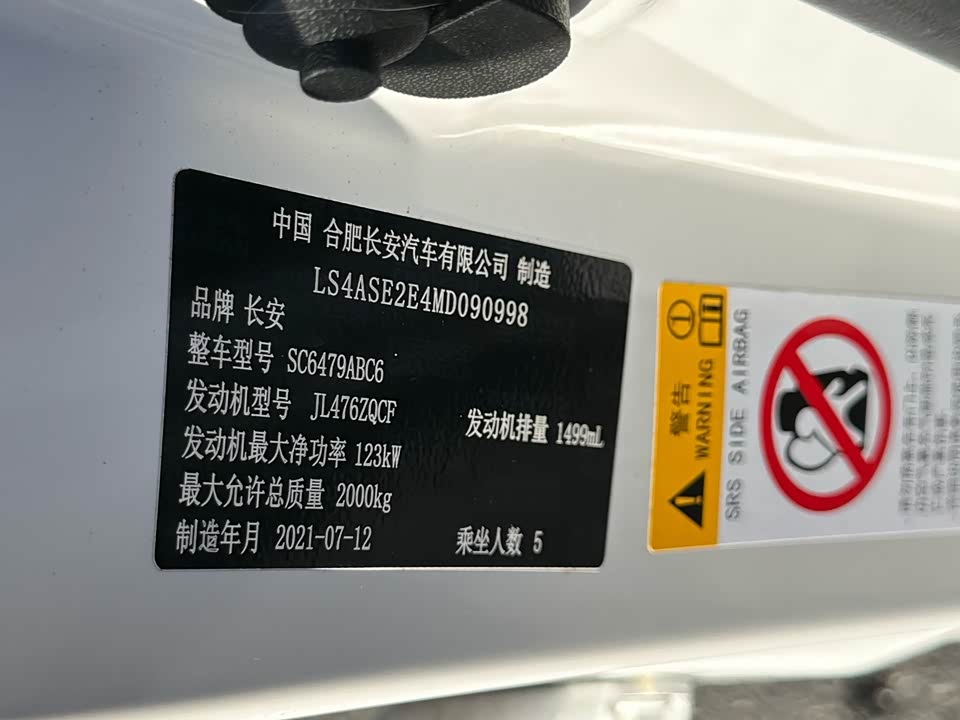 中国 合肥长安汽车有限公司 制造
LS4ASE2E4MD090998
品牌 长安
整车型号 SC6479ABC6
发动机型号 JL476ZQCF 发动机排量 1499mL
发动机最大净功率 123kW
最大允许总质量 2000kg
制造年月 2021-07-12 乘坐人数 5
警告
WARNING
SRS SIDE AIRBAG